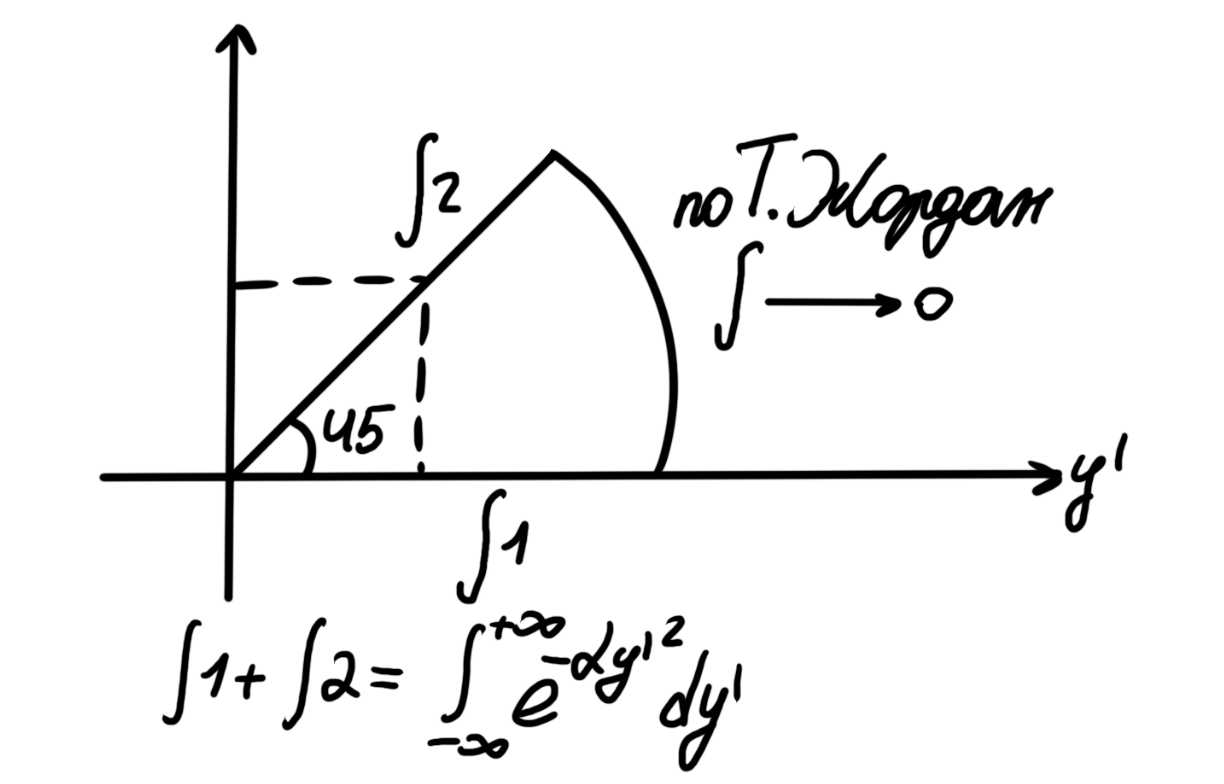 ∫2
по Т. Жордан
∫ → 0
45
y'
∫1
∫1 + ∫2 = ∫_{-∞}^{+∞} e^{-αy'^2} dy'